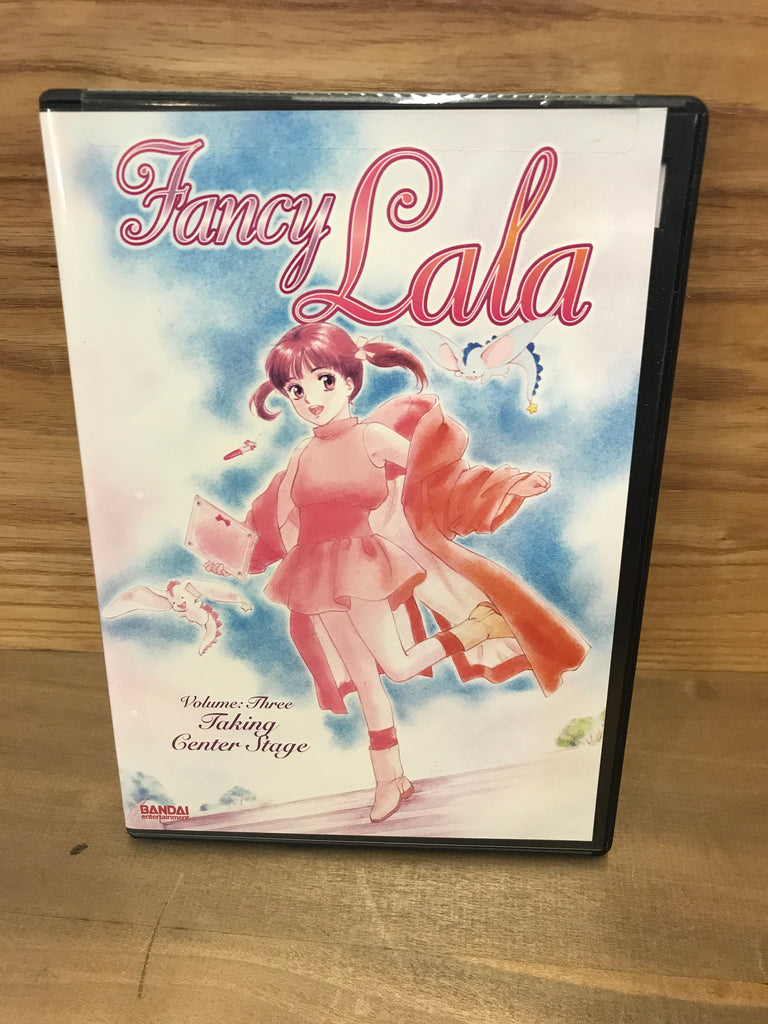 Fancy Lala
Volume: Three
Taking
Center Stage
BANDAI
entertainment